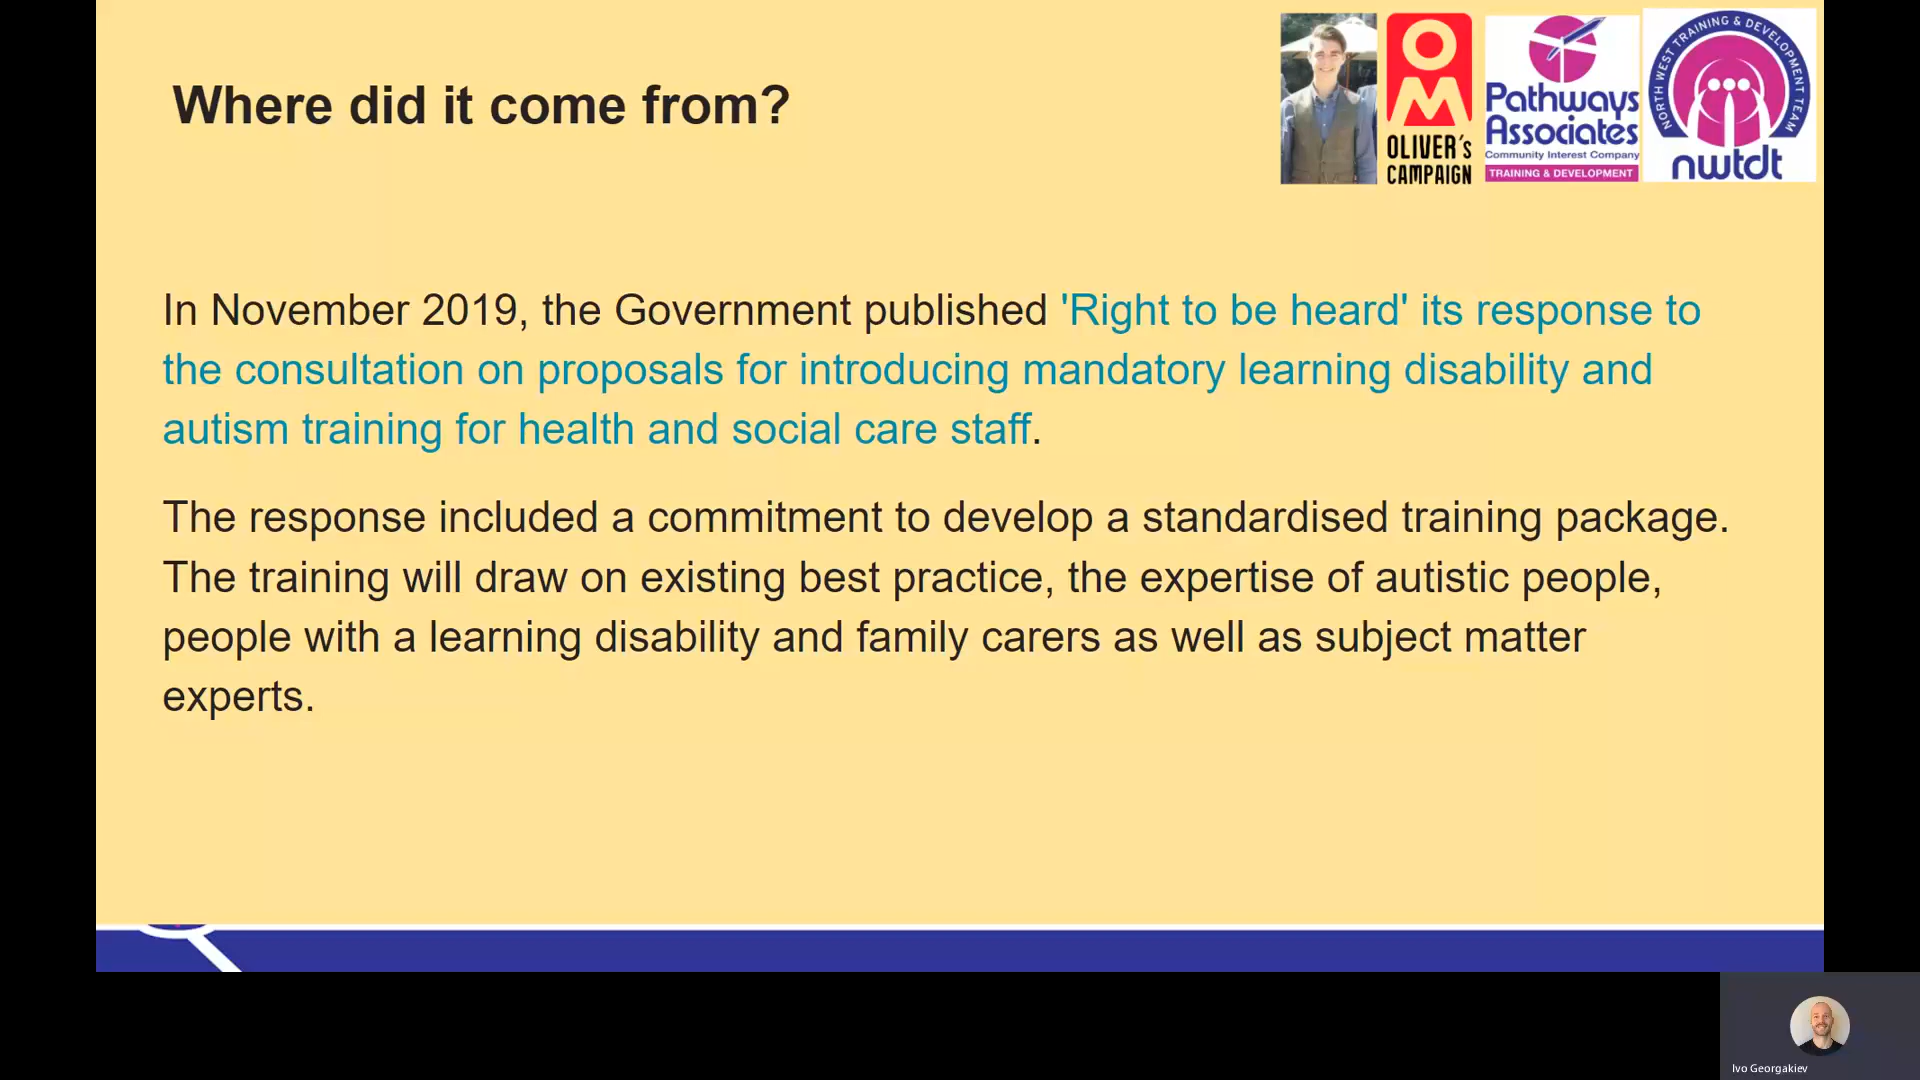 Where did it come from?
OM
OLIVER's
CAMPAIGN
Pathways
Associates
Community Interest Company
TRAINING & DEVELOPMENT
NORTH WEST TRAINING & DEVELOPMENT TEAM
nwtdt
In November 2019, the Government published 'Right to be heard' its response to
the consultation on proposals for introducing mandatory learning disability and
autism training for health and social care staff.
The response included a commitment to develop a standardised training package.
The training will draw on existing best practice, the expertise of autistic people,
people with a learning disability and family carers as well as subject matter
experts.
Ivo Georgakiev